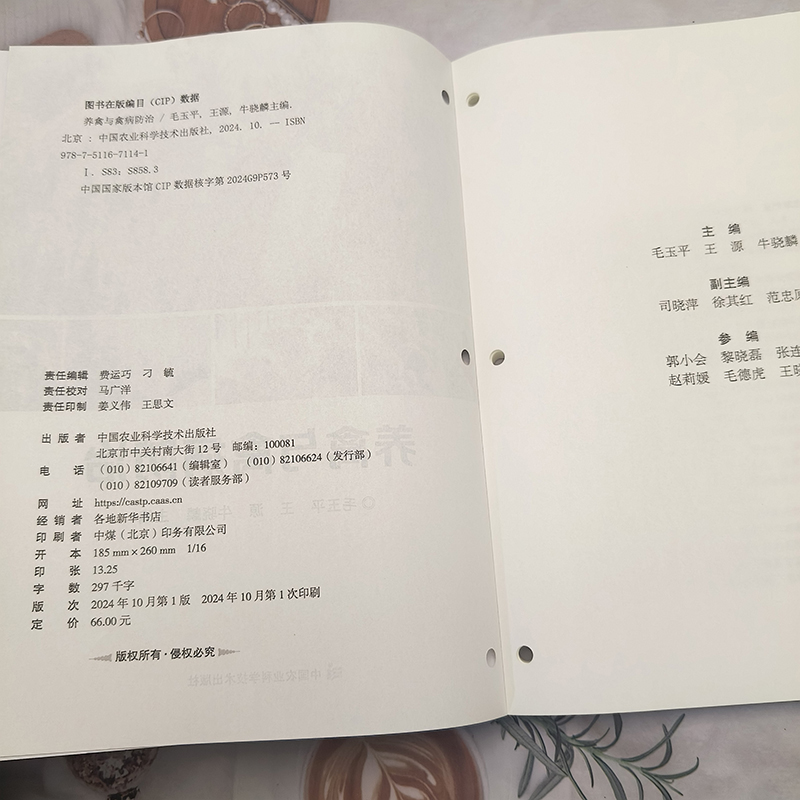 图书在版编目（CIP）数据
养禽与禽病防治 / 毛玉平，王源，牛骁麟主编.
北京：中国农业科学技术出版社，2024.10. -- ISBN
978-7-5116-7114-1
Ⅰ. S83；S858.3
中国国家版本馆 CIP 数据核字第 2024G9P573 号
责任编辑 费运巧 刁 毓
责任校对 马广洋
责任印制 姜义伟 王思文
出 版 者 中国农业科学技术出版社
北京市中关村南大街 12 号 邮编：100081
电 话 （010）82106641（编辑室） （010）82106624（发行部）
（010）82109709（读者服务部）
网 址 https://castp.caas.cn
经 销 者 各地新华书店
印 刷 者 中煤（北京）印务有限公司
开 本 185 mm×260 mm 1/16
印 张 13.25
字 数 297 千字
版 次 2024 年 10 月第 1 版 2024 年 10 月第 1 次印刷
定 价 66.00 元
版权所有·侵权必究
主 编
毛玉平 王 源 牛骁麟
副主编
司晓萍 徐其红 范忠
参 编
郭小会 黎晓磊 张连
赵莉媛 毛德虎 王